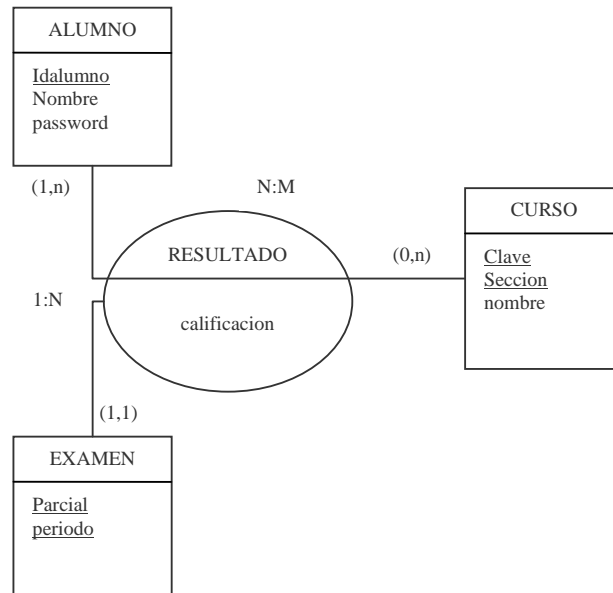 ALUMNO
Idalumno
Nombre
password
(1,n)
N:M
CURSO
Clave
Seccion
nombre
RESULTADO
(0,n)
1:N
calificacion
(1,1)
EXAMEN
Parcial
periodo